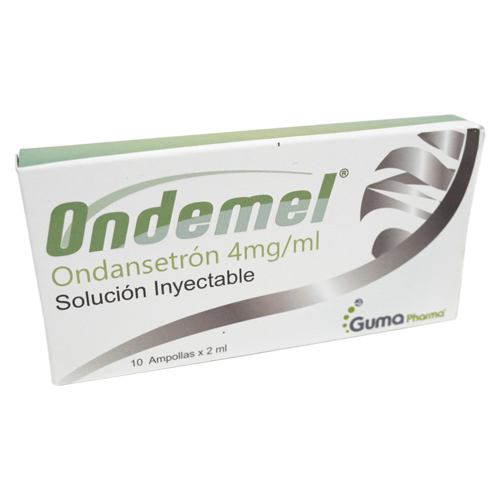 Ondemel®
Ondansetrón 4mg/ml
Solución Inyectable
10 Ampollas x 2 ml
Guma Pharma®